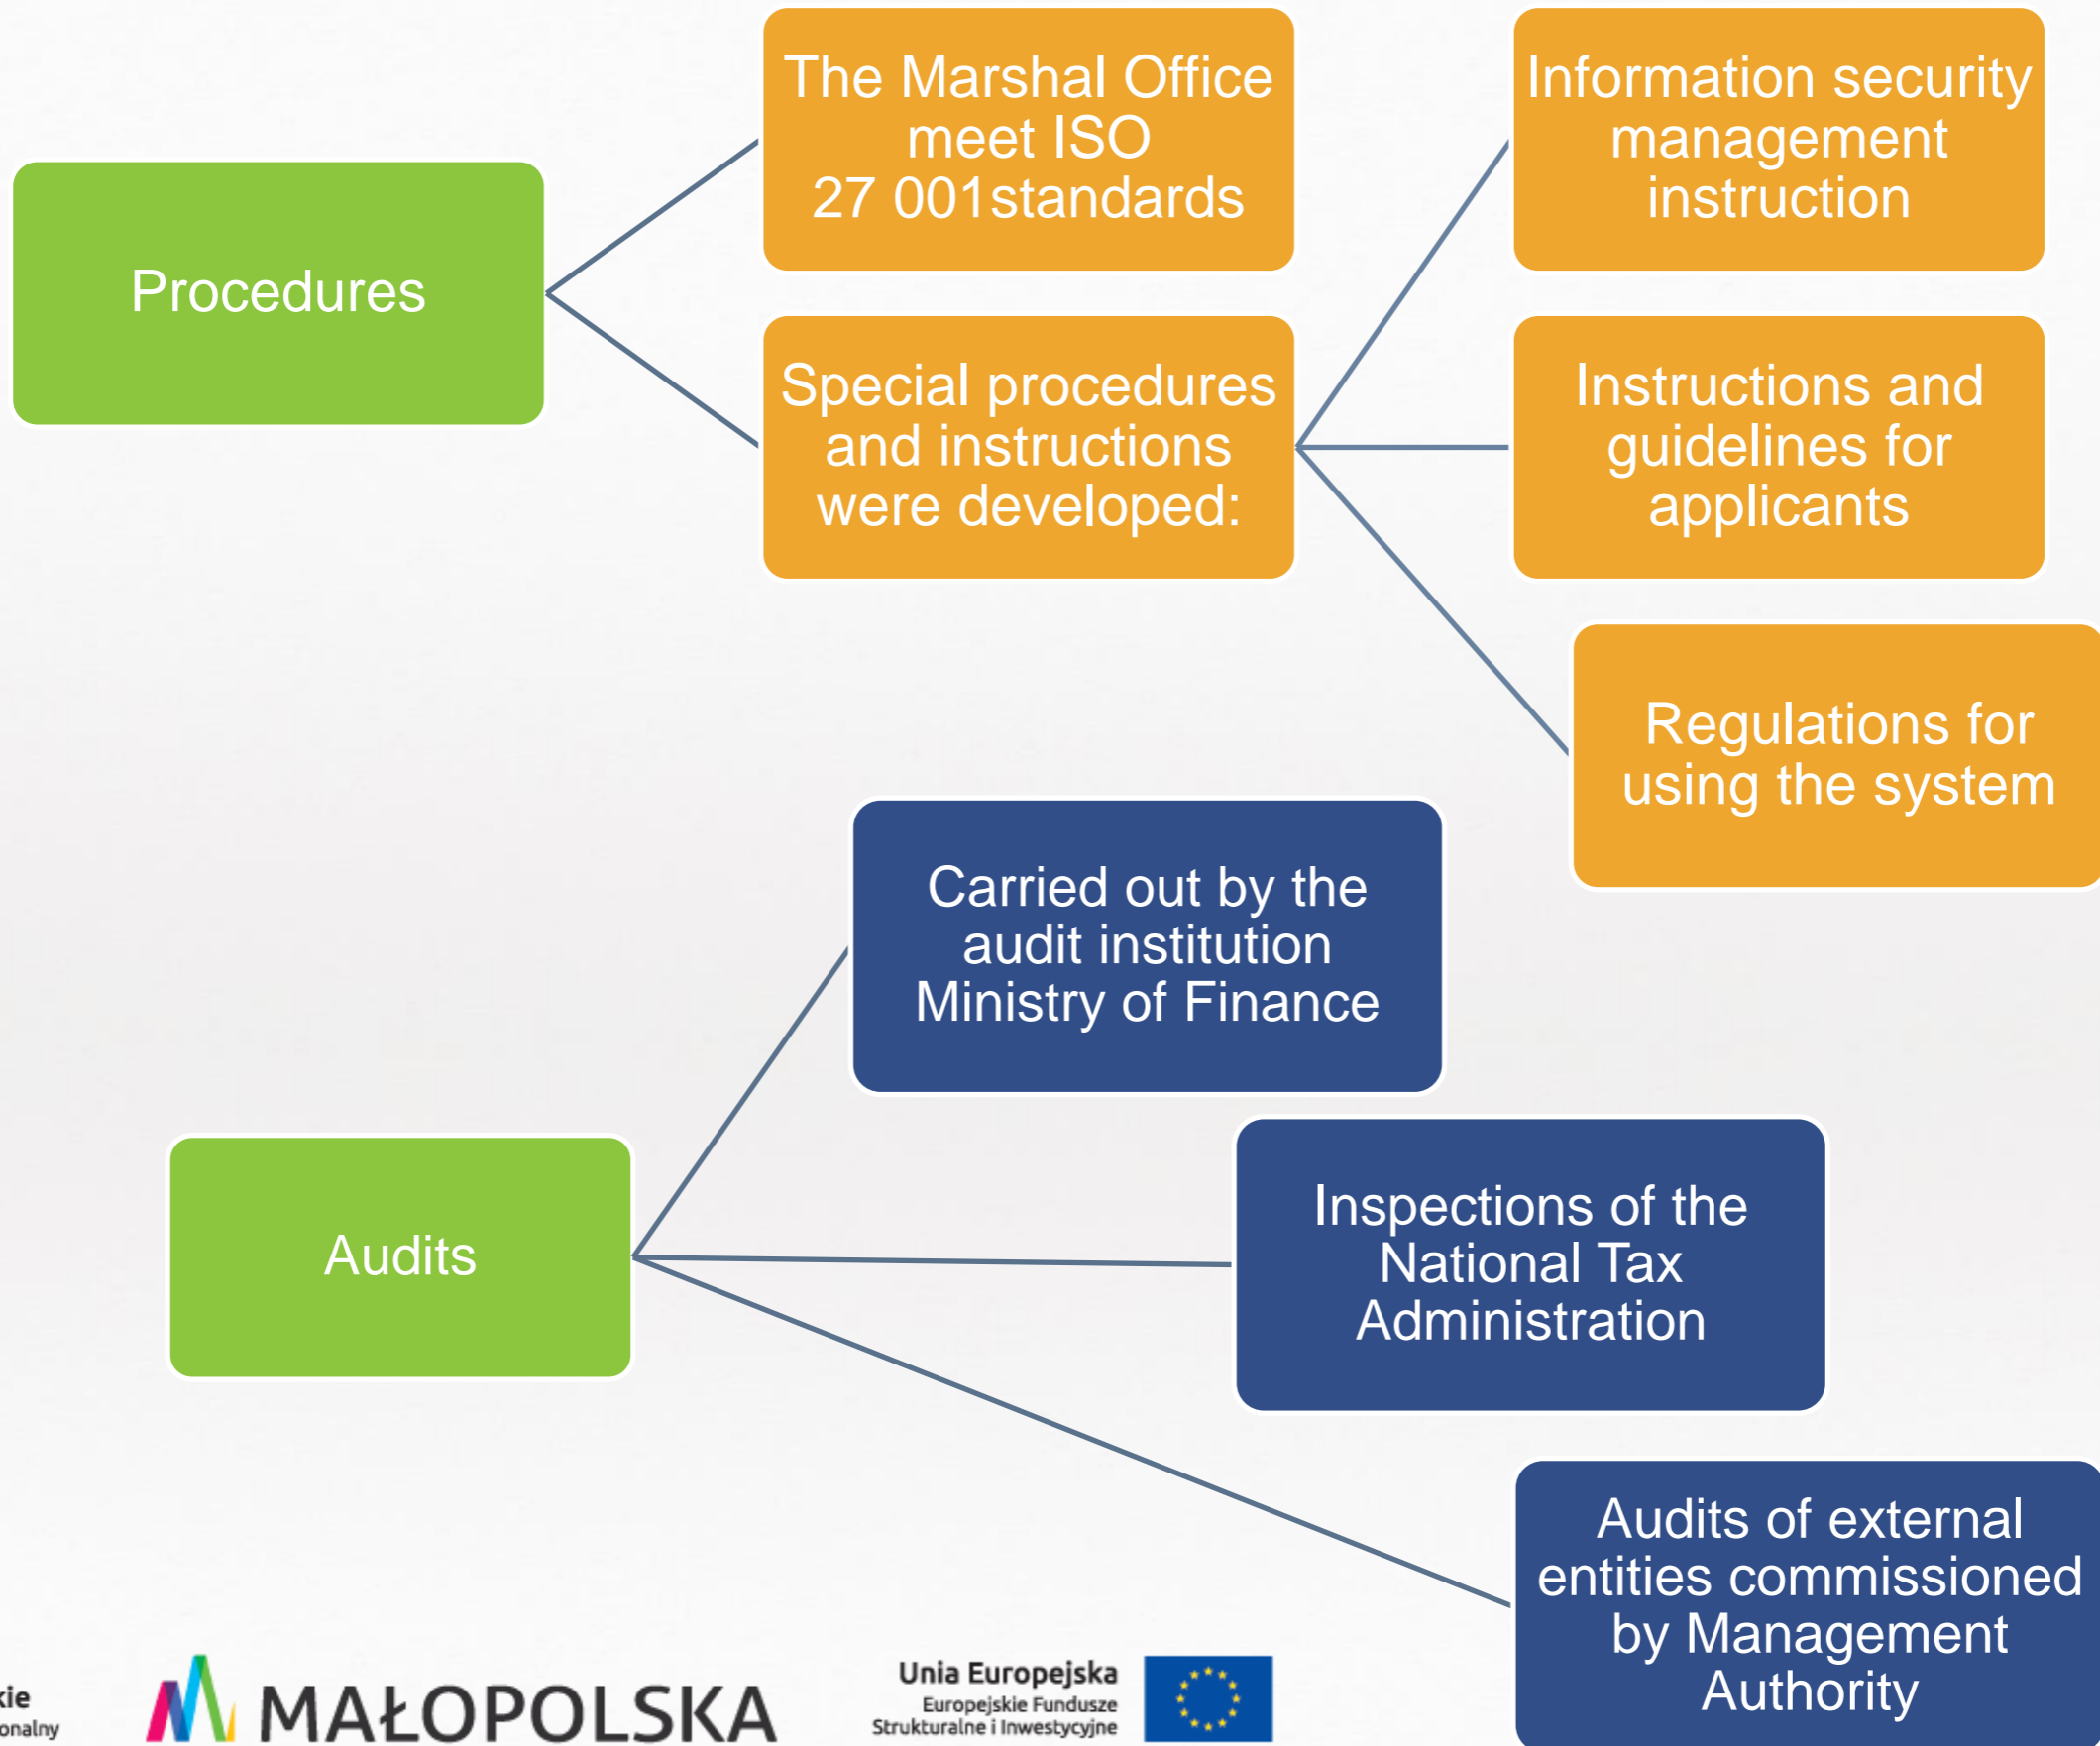 Procedures
The Marshal Office
meet ISO
27 001standards
Special procedures
and instructions
were developed:
Information security
management
instruction
Instructions and
guidelines for
applicants
Regulations for
using the system
Audits
Carried out by the
audit institution
Ministry of Finance
Inspections of the
National Tax
Administration
Audits of external
entities commissioned
by Management
Authority
MAŁOPOLSKA
Unia Europejska
Europejskie Fundusze
Strukturalne i Inwestycyjne